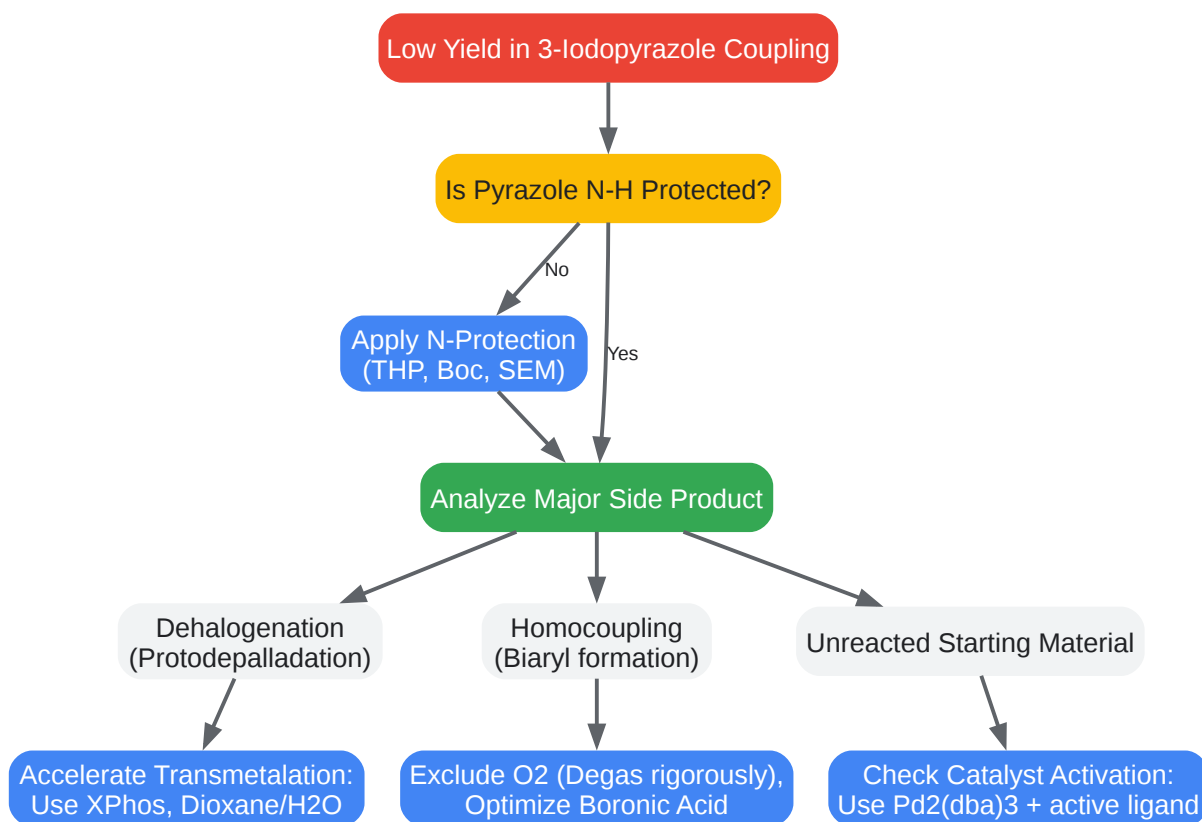 Low Yield in 3-Iodopyrazole Coupling
Is Pyrazole N-H Protected?
No
Apply N-Protection
(THP, Boc, SEM)
Yes
Analyze Major Side Product
Dehalogenation
(Protodepalladation)
Homocoupling
(Biaryl formation)
Unreacted Starting Material
Accelerate Transmetalation:
Use XPhos, Dioxane/H2O
Exclude O2 (Degas rigorously),
Optimize Boronic Acid
Check Catalyst Activation:
Use Pd2(dba)3 + active ligand